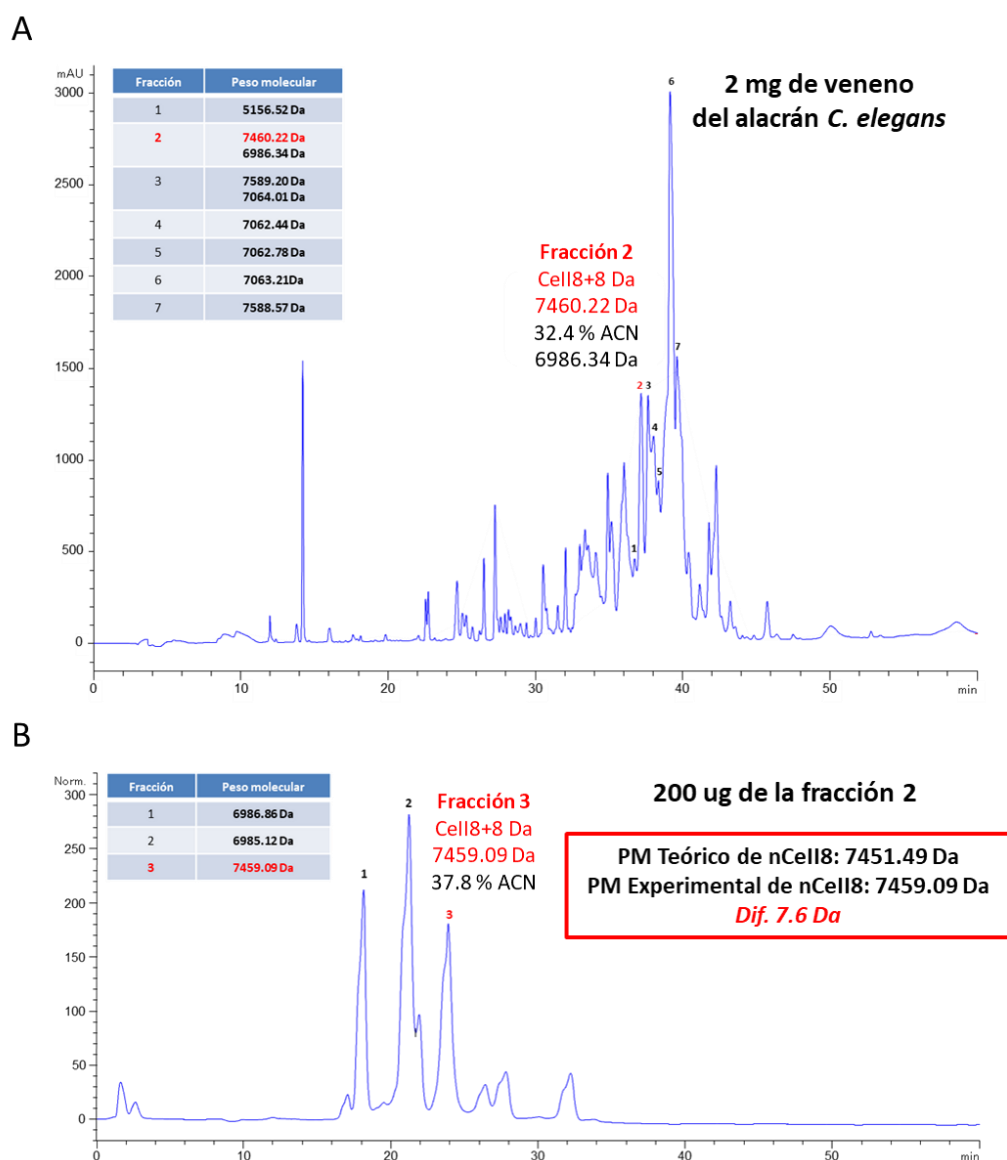 A
mAU
3000
2500
2000
1500
1000
500
0
Fracción Peso molecular
1 5156.52 Da
2 7460.22 Da
6986.34 Da
3 7589.20 Da
7064.01 Da
4 7062.44 Da
5 7062.78 Da
6 7063.21Da
7 7588.57 Da
2 mg de veneno
del alacrán C. elegans
Fracción 2
CeII8+8 Da
7460.22 Da
32.4 % ACN
6986.34 Da
1
2
3
4
5
6
7
0 10 20 30 40 50 min
B
Norm.
300
250
200
150
100
50
0
Fracción Peso molecular
1 6986.86 Da
2 6985.12 Da
3 7459.09 Da
Fracción 3
CeII8+8 Da
7459.09 Da
37.8 % ACN
1
2
3
200 ug de la fracción 2
PM Teórico de nCeII8: 7451.49 Da
PM Experimental de nCeII8: 7459.09 Da
Dif. 7.6 Da
0 10 20 30 40 50 min